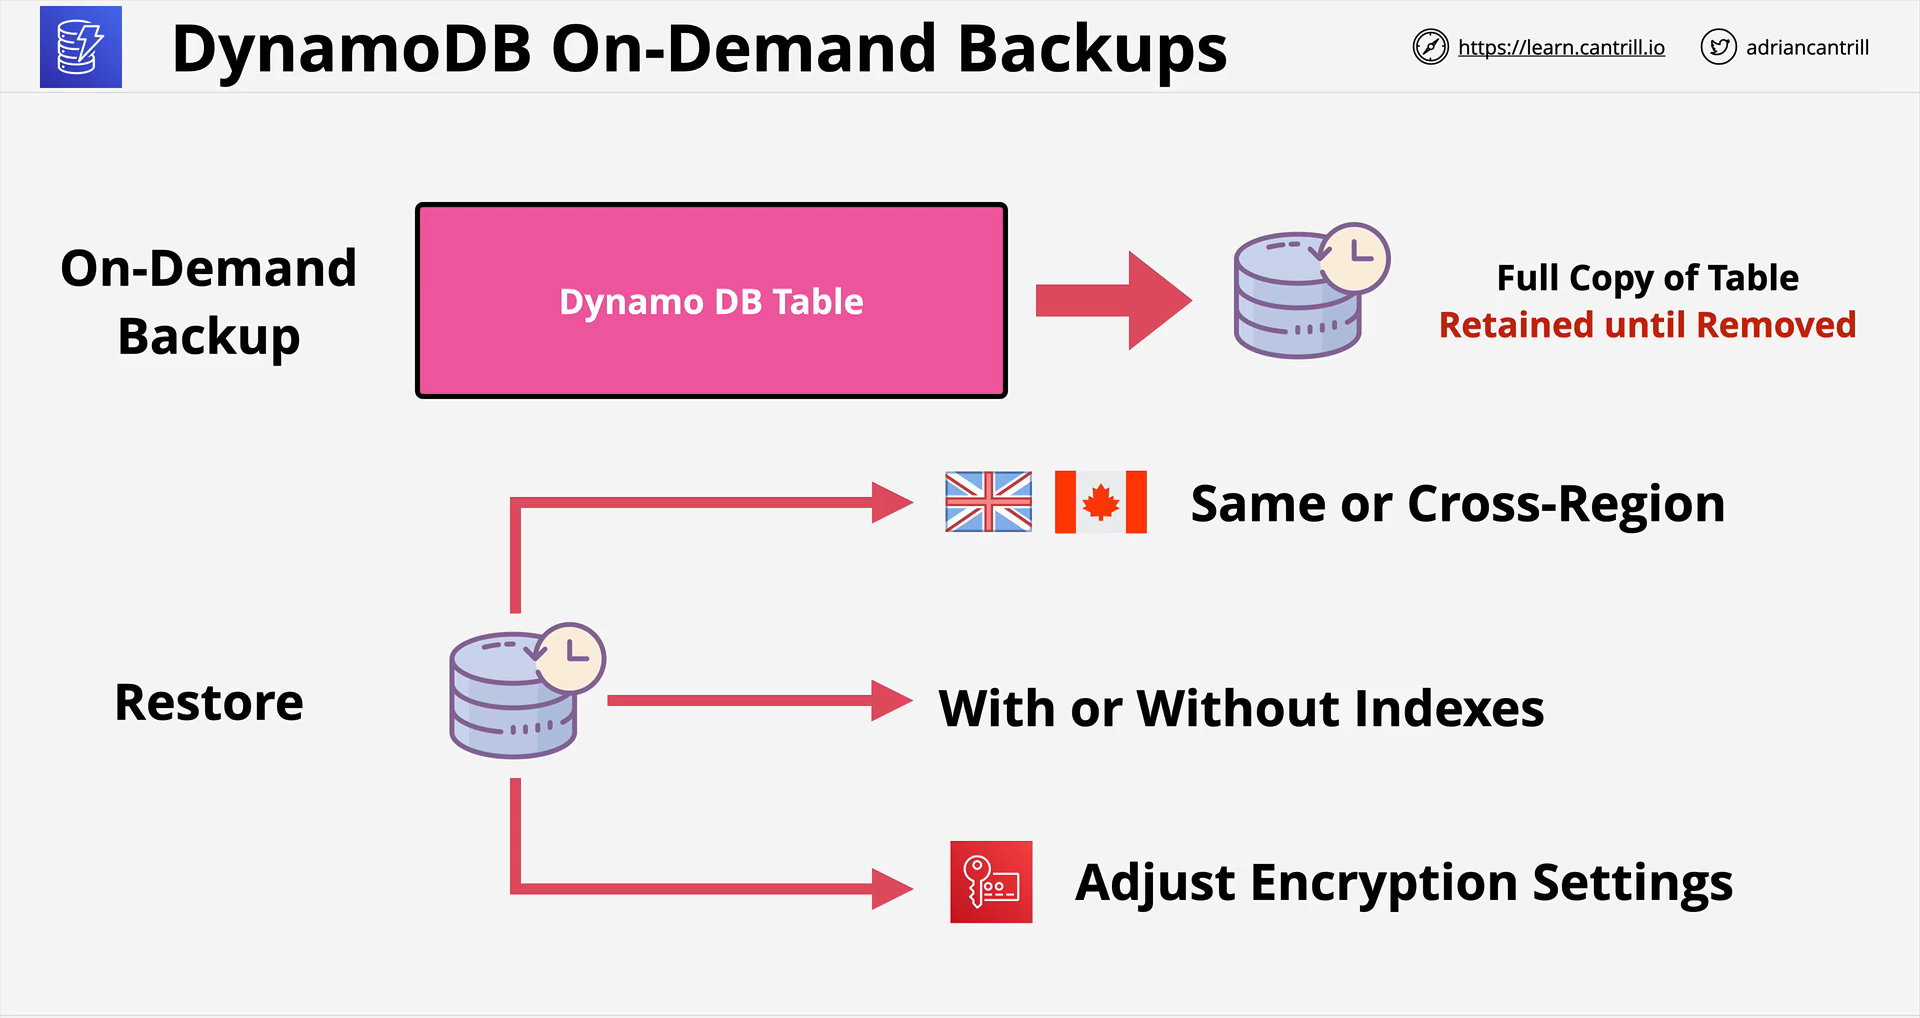 DynamoDB On-Demand Backups
https://learn.cantrill.io
adriancantrill
On-Demand
Backup
Dynamo DB Table
Full Copy of Table
Retained until Removed
Same or Cross-Region
Restore
With or Without Indexes
Adjust Encryption Settings